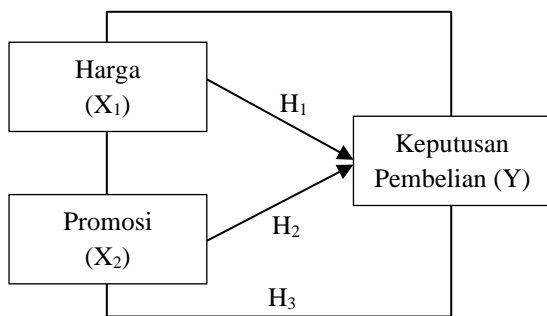 Harga
(X₁)
H₁
Keputusan
Pembelian (Y)
Promosi
(X₂)
H₂
H₃